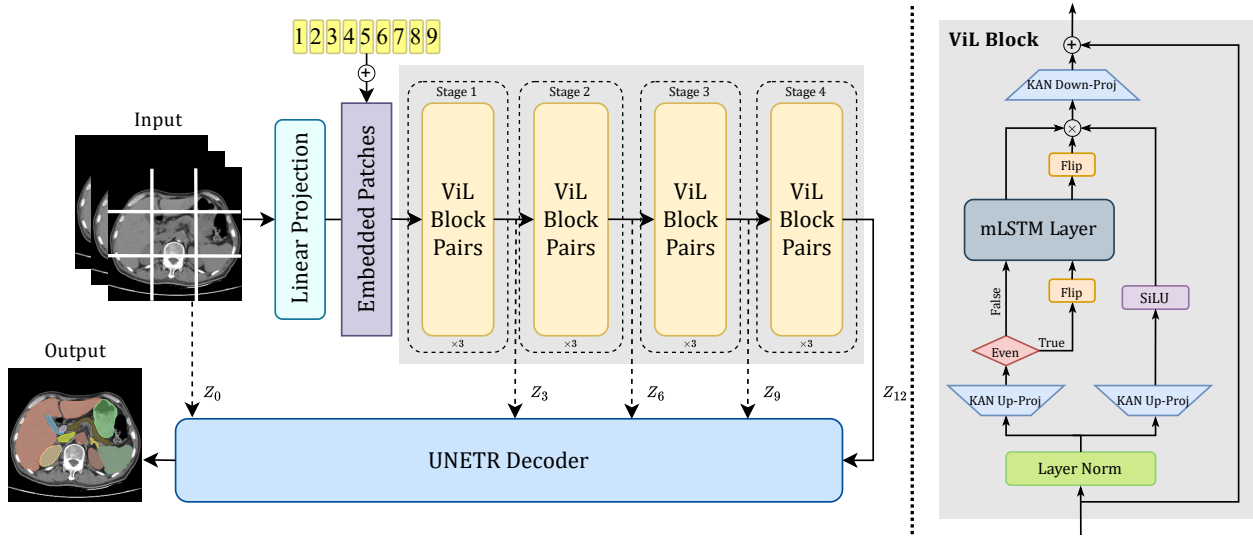 1 2 3 4 5 6 7 8 9
+
Input
Linear Projection
Embedded Patches
Stage 1
ViL
Block
Pairs
×3
Stage 2
ViL
Block
Pairs
×3
Stage 3
ViL
Block
Pairs
×3
Stage 4
ViL
Block
Pairs
×3
Output
Z0
Z3
Z6
Z9
Z12
UNETR Decoder
ViL Block
+
KAN Down-Proj
×
Flip
mLSTM Layer
False
Flip
SiLU
Even
True
KAN Up-Proj
KAN Up-Proj
Layer Norm